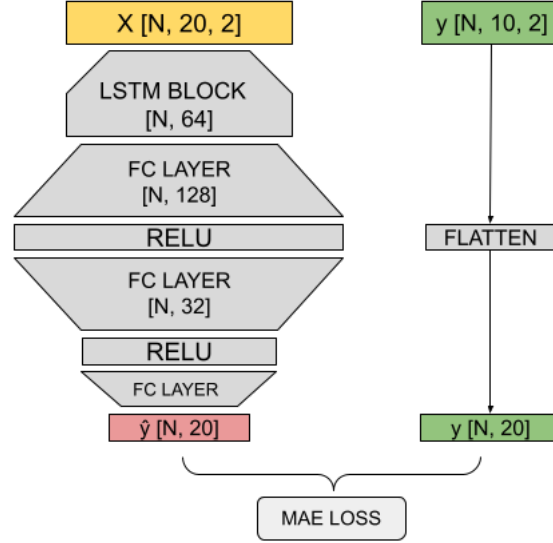 X [N, 20, 2]
y [N, 10, 2]
LSTM BLOCK
[N, 64]
FC LAYER
[N, 128]
RELU
FLATTEN
FC LAYER
[N, 32]
RELU
FC LAYER
ŷ [N, 20]
y [N, 20]
MAE LOSS